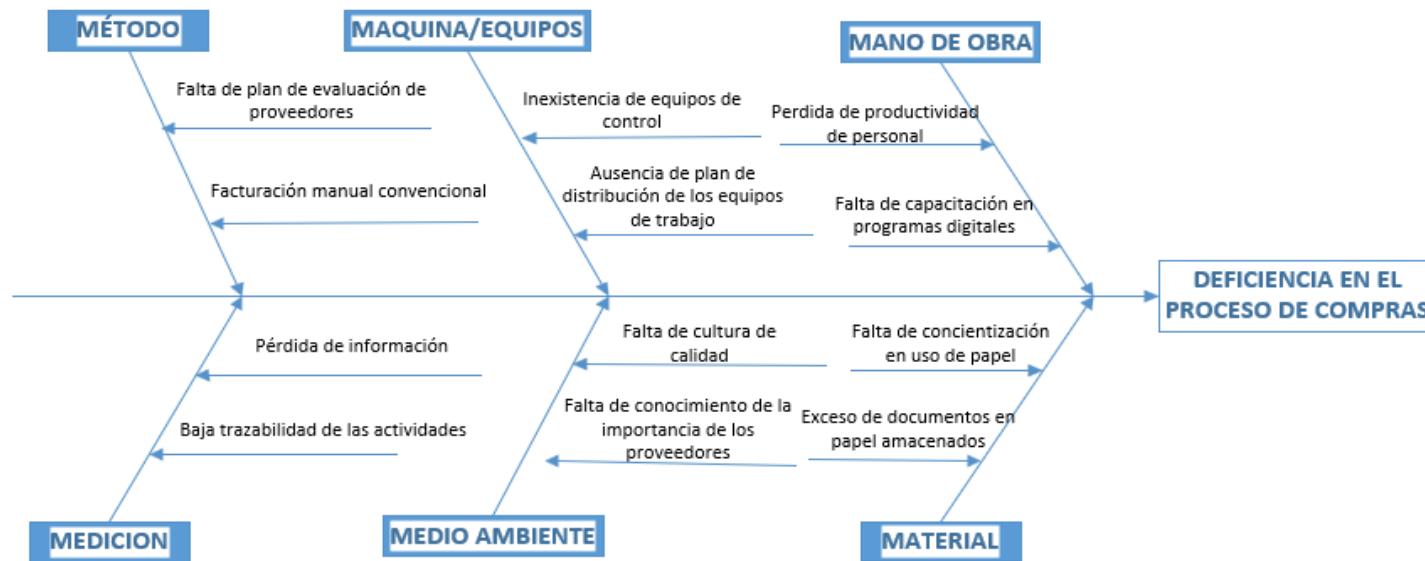 MÉTODO
MAQUINA/EQUIPOS
MANO DE OBRA
Falta de plan de evaluación de
proveedores
Facturación manual convencional
Inexistencia de equipos de
control
Ausencia de plan de
distribución de los equipos
de trabajo
Perdida de productividad
de personal
Falta de capacitación en
programas digitales
DEFICIENCIA EN EL
PROCESO DE COMPRAS
Pérdida de información
Baja trazabilidad de las actividades
Falta de cultura de
calidad
Falta de conocimiento de la
importancia de los
proveedores
Falta de concientización
en uso de papel
Exceso de documentos en
papel amacenados
MEDICION
MEDIO AMBIENTE
MATERIAL